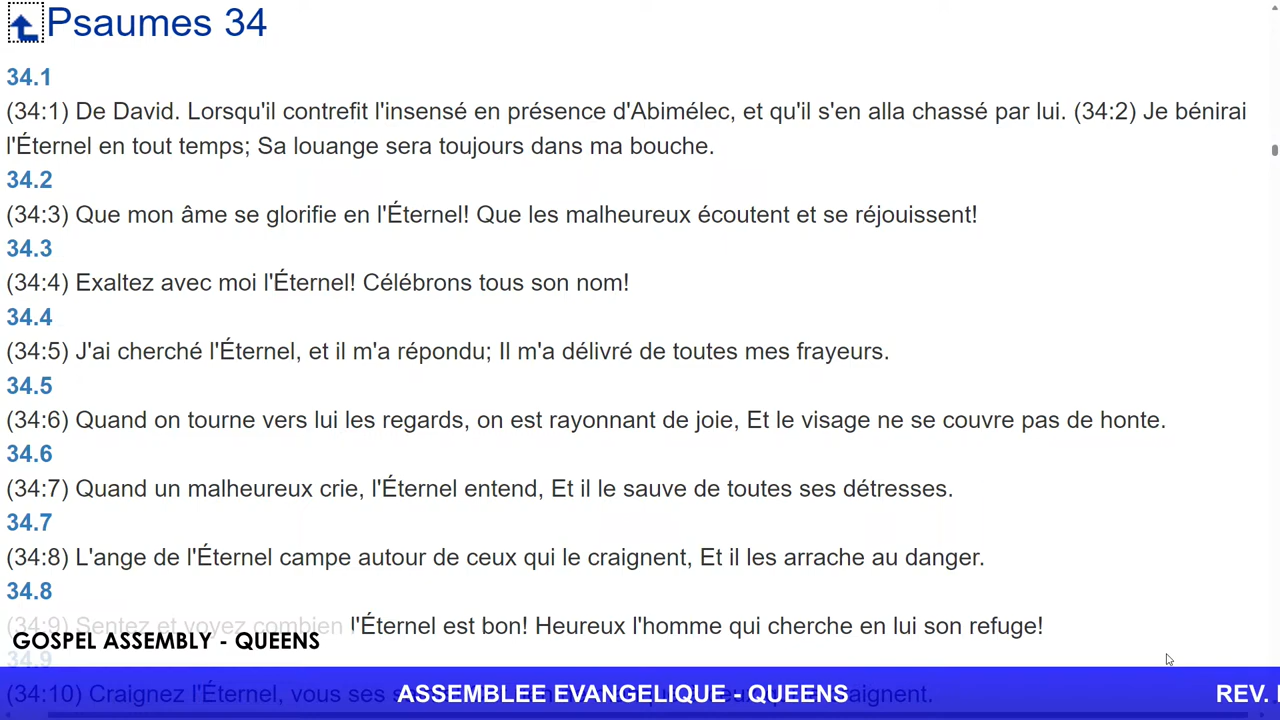 Psaumes 34
34.1
(34:1) De David. Lorsqu'il contrefit l'insensé en présence d'Abimélec, et qu'il s'en alla chassé par lui. (34:2) Je bénirai
l'Éternel en tout temps; Sa louange sera toujours dans ma bouche.
34.2
(34:3) Que mon âme se glorifie en l'Éternel! Que les malheureux écoutent et se réjouissent!
34.3
(34:4) Exaltez avec moi l'Éternel! Célébrons tous son nom!
34.4
(34:5) J'ai cherché l'Éternel, et il m'a répondu; Il m'a délivré de toutes mes frayeurs.
34.5
(34:6) Quand on tourne vers lui les regards, on est rayonnant de joie, Et le visage ne se couvre pas de honte.
34.6
(34:7) Quand un malheureux crie, l'Éternel entend, Et il le sauve de toutes ses détresses.
34.7
(34:8) L'ange de l'Éternel campe autour de ceux qui le craignent, Et il les arrache au danger.
34.8
(34:9) Sentez et voyez combien l'Éternel est bon! Heureux l'homme qui cherche en lui son refuge!
GOSPEL ASSEMBLY - QUEENS
34.9
(34:10) Craignez l'Éternel, vous ses
ASSEMBLEE EVANGELIQUE - QUEENS
REV.